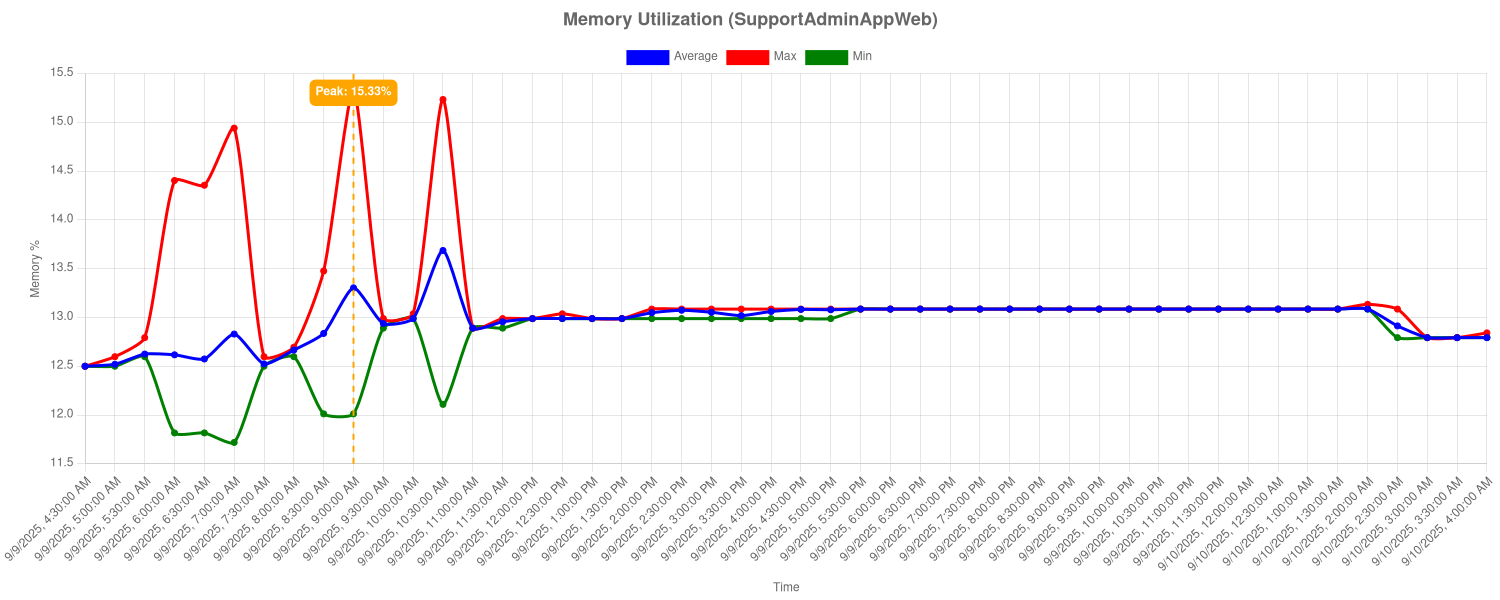 Memory Utilization (SupportAdminAppWeb)
Average Max Min
Peak: 15.33%
15.5
15.0
14.5
14.0
13.5
13.0
12.5
12.0
11.5
Memory %
9/9/2025, 4:30:00 AM
9/9/2025, 5:00:00 AM
9/9/2025, 5:30:00 AM
9/9/2025, 6:00:00 AM
9/9/2025, 6:30:00 AM
9/9/2025, 7:00:00 AM
9/9/2025, 7:30:00 AM
9/9/2025, 8:00:00 AM
9/9/2025, 8:30:00 AM
9/9/2025, 9:00:00 AM
9/9/2025, 9:30:00 AM
9/9/2025, 10:00:00 AM
9/9/2025, 10:30:00 AM
9/9/2025, 11:00:00 AM
9/9/2025, 11:30:00 AM
9/9/2025, 12:00:00 PM
9/9/2025, 12:30:00 PM
9/9/2025, 1:00:00 PM
9/9/2025, 1:30:00 PM
9/9/2025, 2:00:00 PM
9/9/2025, 2:30:00 PM
9/9/2025, 3:00:00 PM
9/9/2025, 3:30:00 PM
9/9/2025, 4:00:00 PM
9/9/2025, 4:30:00 PM
9/9/2025, 5:00:00 PM
9/9/2025, 5:30:00 PM
9/9/2025, 6:00:00 PM
9/9/2025, 6:30:00 PM
9/9/2025, 7:00:00 PM
9/9/2025, 7:30:00 PM
9/9/2025, 8:00:00 PM
9/9/2025, 8:30:00 PM
9/9/2025, 9:00:00 PM
9/9/2025, 9:30:00 PM
9/9/2025, 10:00:00 PM
9/9/2025, 10:30:00 PM
9/9/2025, 11:00:00 PM
9/9/2025, 11:30:00 PM
9/10/2025, 12:00:00 AM
9/10/2025, 12:30:00 AM
9/10/2025, 1:00:00 AM
9/10/2025, 1:30:00 AM
9/10/2025, 2:00:00 AM
9/10/2025, 2:30:00 AM
9/10/2025, 3:00:00 AM
9/10/2025, 3:30:00 AM
9/10/2025, 4:00:00 AM
Time